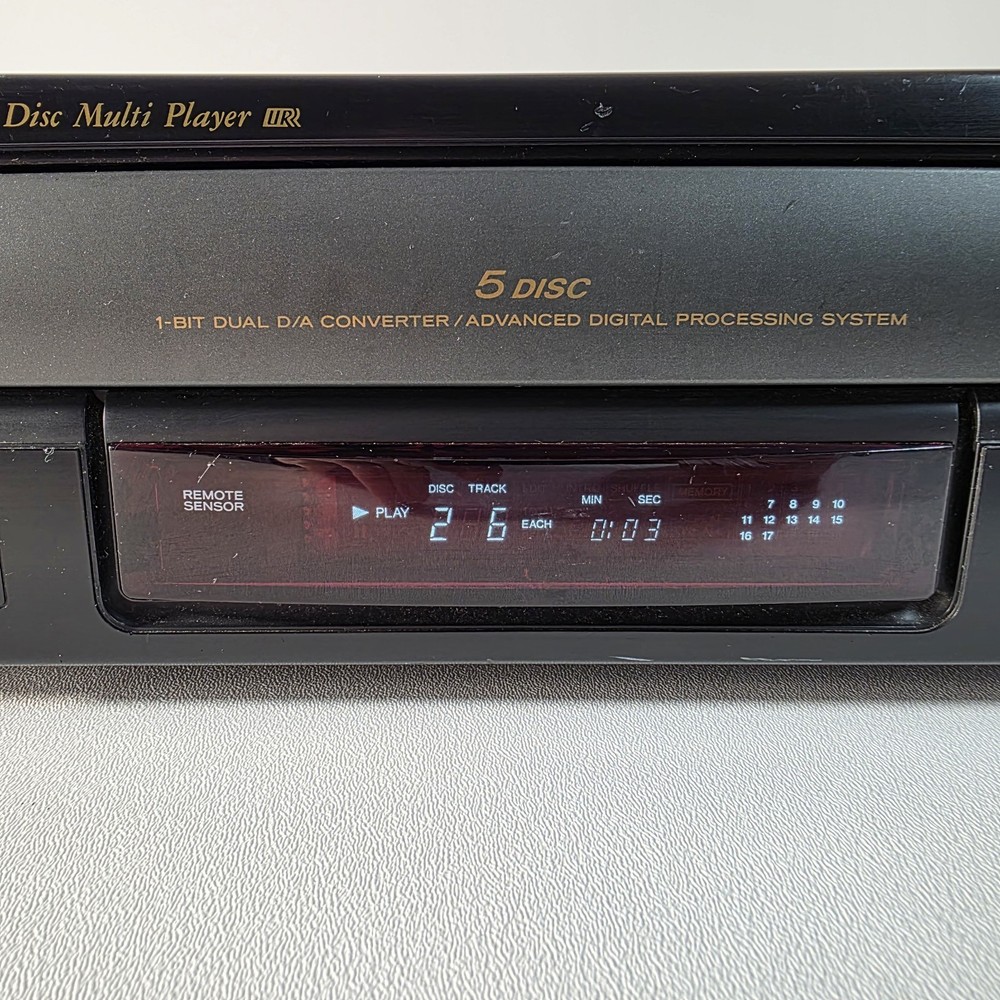 Disc Multi Player
5 DISC
1-BIT DUAL D/A CONVERTER/ADVANCED DIGITAL PROCESSING SYSTEM
REMOTE SENSOR
DISC TRACK MIN SHUFFLE SEC MEMORY
▶ PLAY 2 6 EACH 0:03
7 8 9 10
11 12 13 14 15
16 17